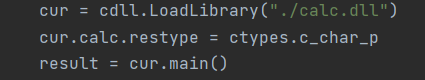 cur = cdll.LoadLibrary("./calc.dll")
cur.calc.restype = ctypes.c_char_p
result = cur.main()